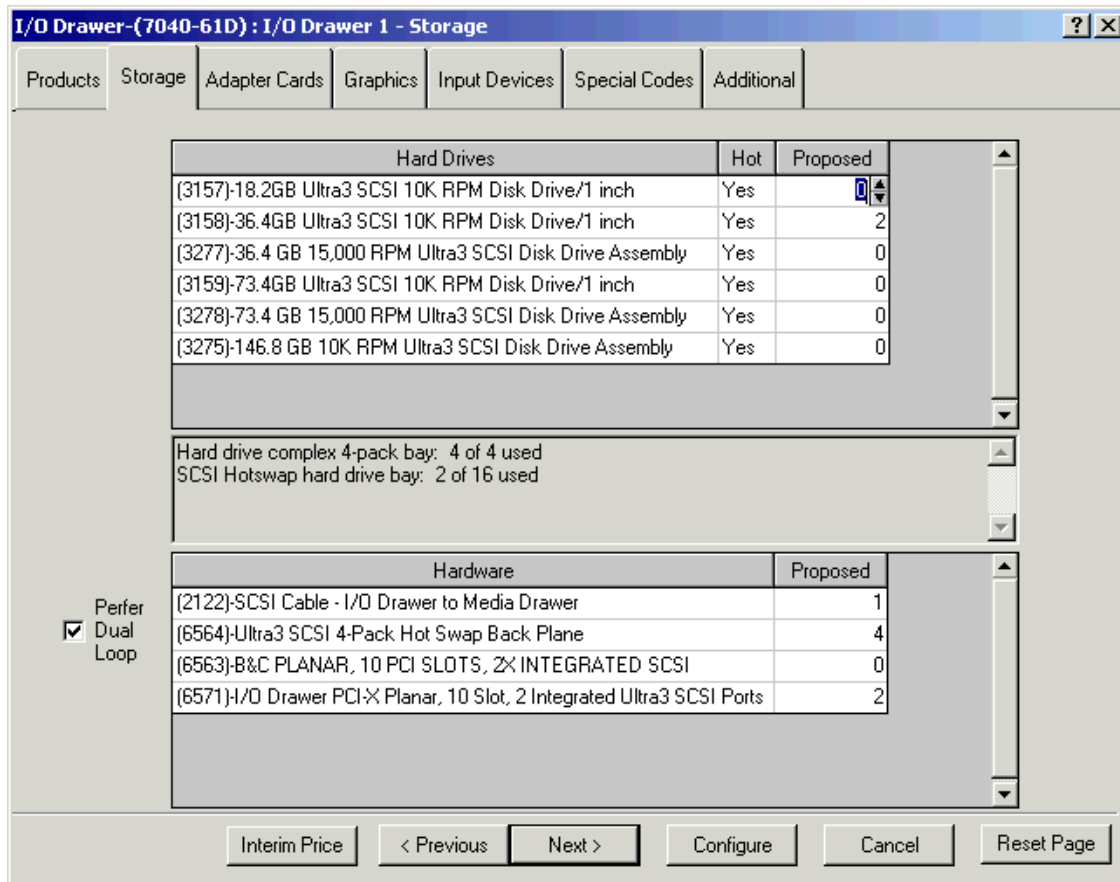 I/O Drawer-(7040-61D) : I/O Drawer 1 - Storage
Products Storage Adapter Cards Graphics Input Devices Special Codes Additional
Hard Drives Hot Proposed
(3157)-18.2GB Ultra3 SCSI 10K RPM Disk Drive/1 inch Yes 0
(3158)-36.4GB Ultra3 SCSI 10K RPM Disk Drive/1 inch Yes 2
(3277)-36.4 GB 15,000 RPM Ultra3 SCSI Disk Drive Assembly Yes 0
(3159)-73.4GB Ultra3 SCSI 10K RPM Disk Drive/1 inch Yes 0
(3278)-73.4 GB 15,000 RPM Ultra3 SCSI Disk Drive Assembly Yes 0
(3275)-146.8 GB 10K RPM Ultra3 SCSI Disk Drive Assembly Yes 0
Hard drive complex 4-pack bay: 4 of 4 used
SCSI Hotswap hard drive bay: 2 of 16 used
Hardware Proposed
(2122)-SCSI Cable - I/O Drawer to Media Drawer 1
(6564)-Ultra3 SCSI 4-Pack Hot Swap Back Plane 4
(6563)-B&C PLANAR, 10 PCI SLOTS, 2X INTEGRATED SCSI 0
(6571)-I/O Drawer PCI-X Planar, 10 Slot, 2 Integrated Ultra3 SCSI Ports 2
Perfer
Dual
Loop
Interim Price < Previous Next > Configure Cancel Reset Page